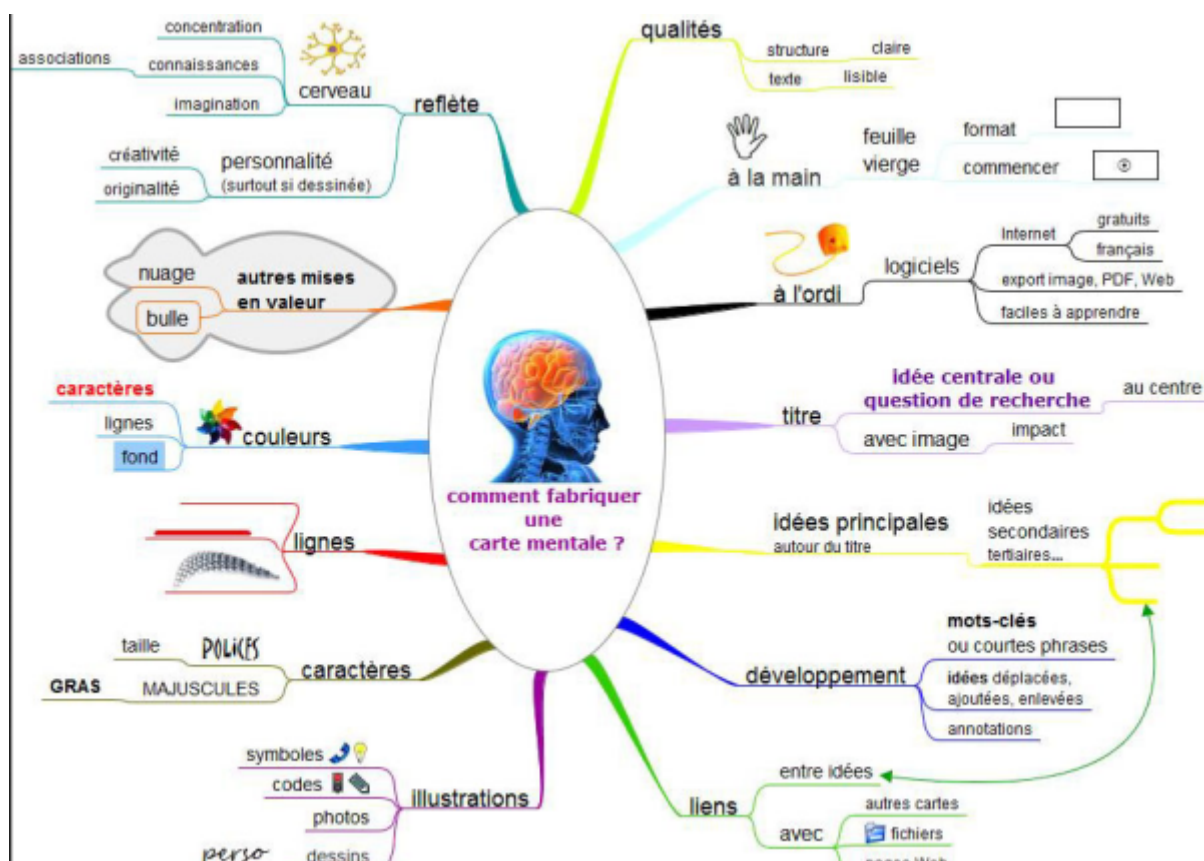 comment fabriquer
une
carte mentale ?
qualités
structure
claire
texte
lisible
à la main
feuille
vierge
format
commencer
à l'ordi
logiciels
Internet
gratuits
français
export image, PDF, Web
faciles à apprendre
titre
idée centrale ou
question de recherche
au centre
avec image
impact
idées principales
autour du titre
idées
secondaires
tertiaires...
développement
mots-clés
ou courtes phrases
idées déplacées,
ajoutées, enlevées
annotations
liens
entre idées
avec
autres cartes
fichiers
pages Web
illustrations
symboles
codes
photos
perso
dessins
caractères
taille
POLICES
GRAS
MAJUSCULES
lignes
couleurs
caractères
lignes
fond
autres mises
en valeur
nuage
bulle
reflète
cerveau
concentration
connaissances
associations
imagination
personnalité
(surtout si dessinée)
créativité
originalité